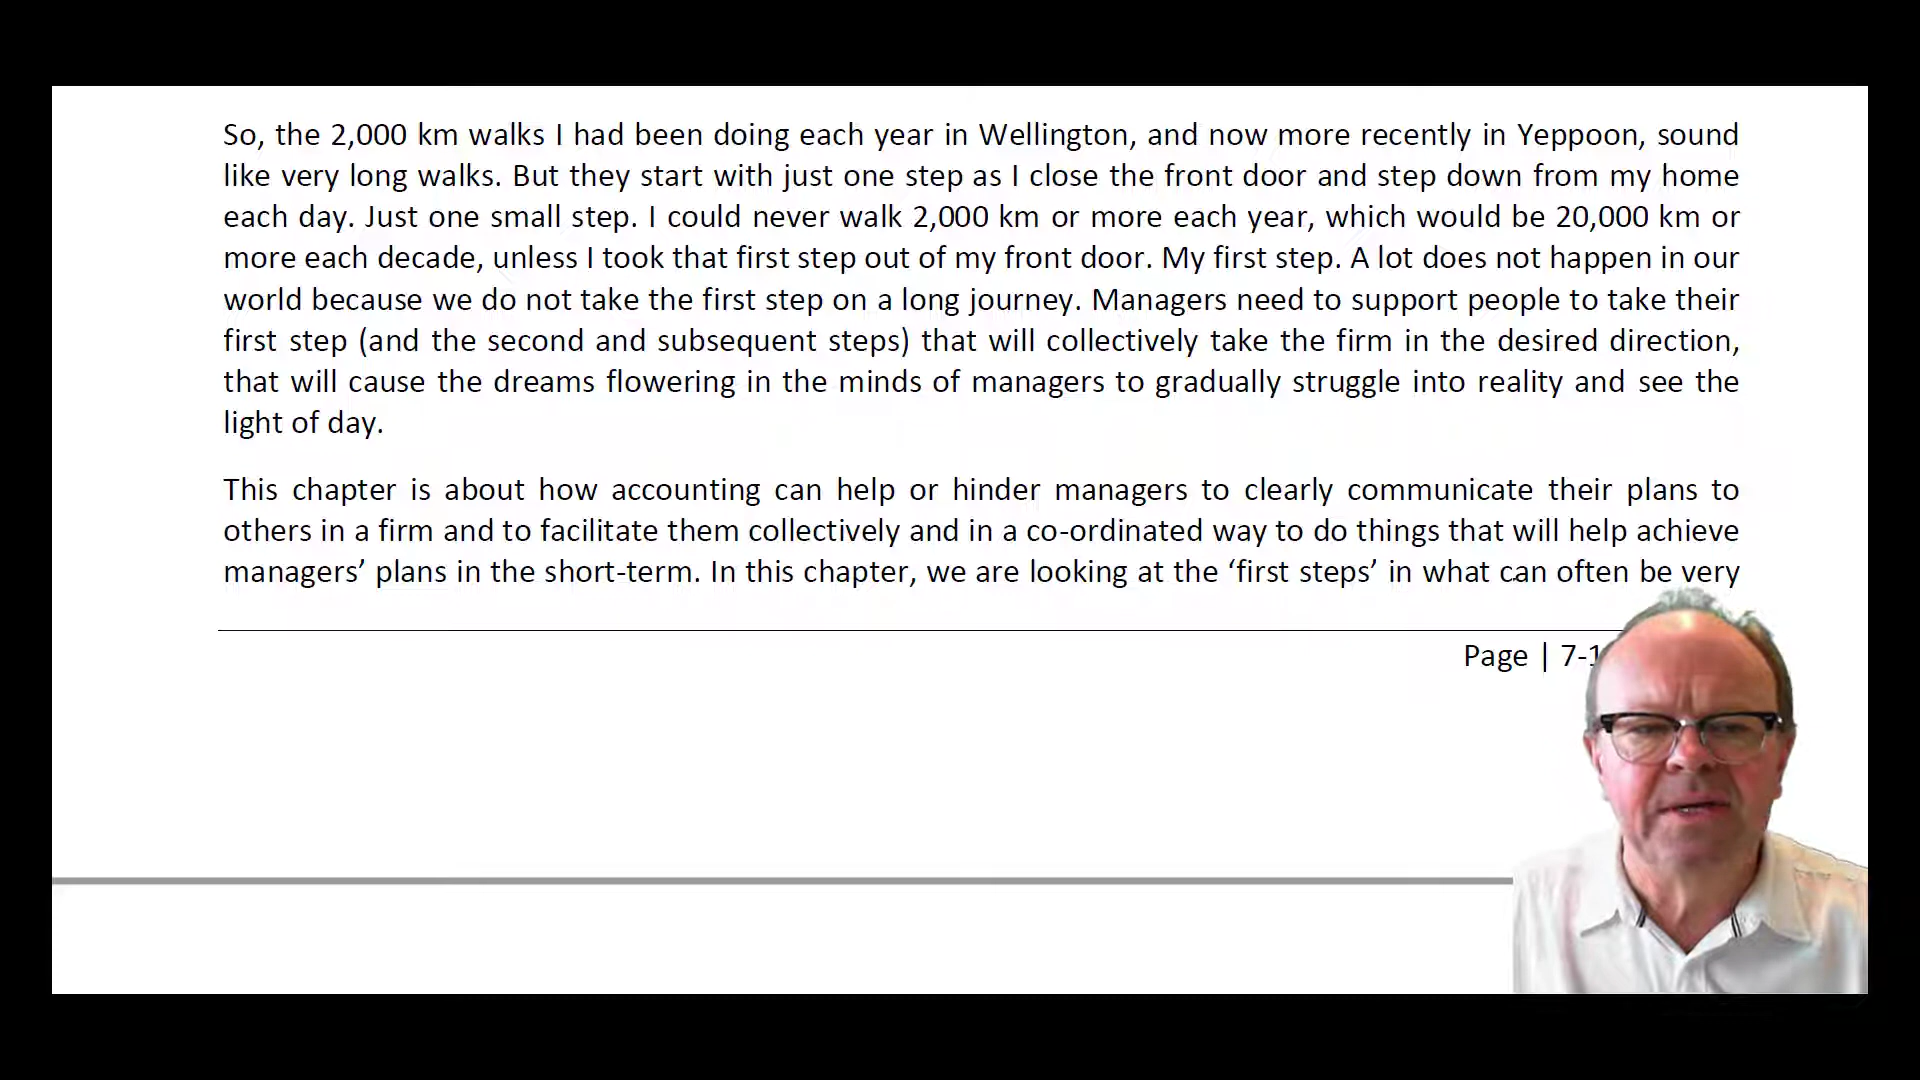 So, the 2,000 km walks I had been doing each year in Wellington, and now more recently in Yeppoon, sound
like very long walks. But they start with just one step as I close the front door and step down from my home
each day. Just one small step. I could never walk 2,000 km or more each year, which would be 20,000 km or
more each decade, unless I took that first step out of my front door. My first step. A lot does not happen in our
world because we do not take the first step on a long journey. Managers need to support people to take their
first step (and the second and subsequent steps) that will collectively take the firm in the desired direction,
that will cause the dreams flowering in the minds of managers to gradually struggle into reality and see the
light of day.
This chapter is about how accounting can help or hinder managers to clearly communicate their plans to
others in a firm and to facilitate them collectively and in a co-ordinated way to do things that will help achieve
managers’ plans in the short-term. In this chapter, we are looking at the ‘first steps’ in what can often be very
Page | 7-1